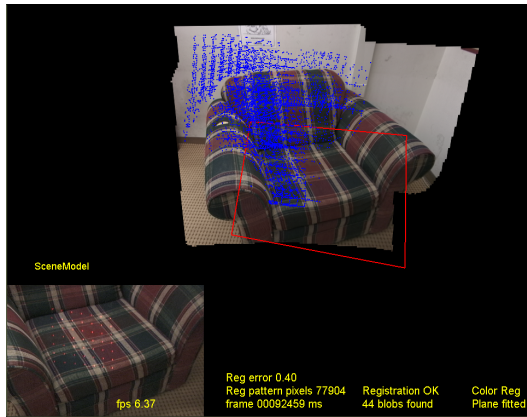 SceneModel
fps 6.37
Reg error 0.40
Reg pattern pixels 77904 Registration OK Color Reg
frame 00092459 ms 44 blobs found Plane fitted